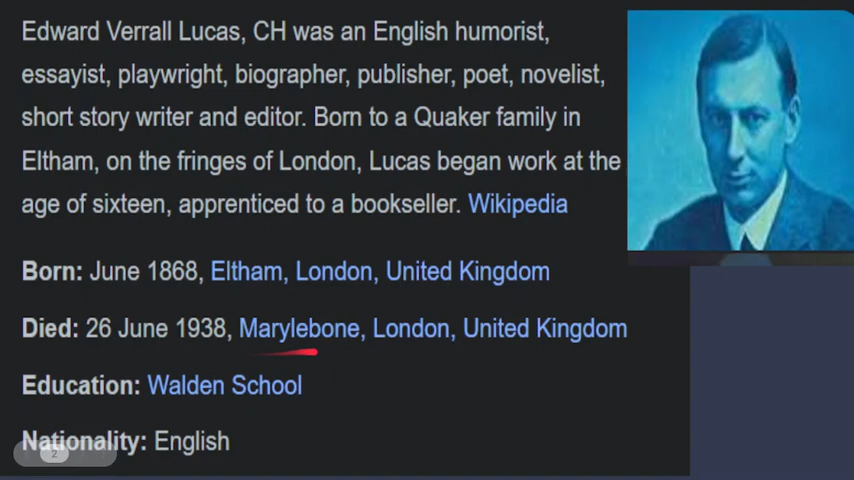 Edward Verrall Lucas, CH was an English humorist,
essayist, playwright, biographer, publisher, poet, novelist,
short story writer and editor. Born to a Quaker family in
Eltham, on the fringes of London, Lucas began work at the
age of sixteen, apprenticed to a bookseller. Wikipedia
Born: June 1868, Eltham, London, United Kingdom
Died: 26 June 1938, Marylebone, London, United Kingdom
Education: Walden School
Nationality: English
2